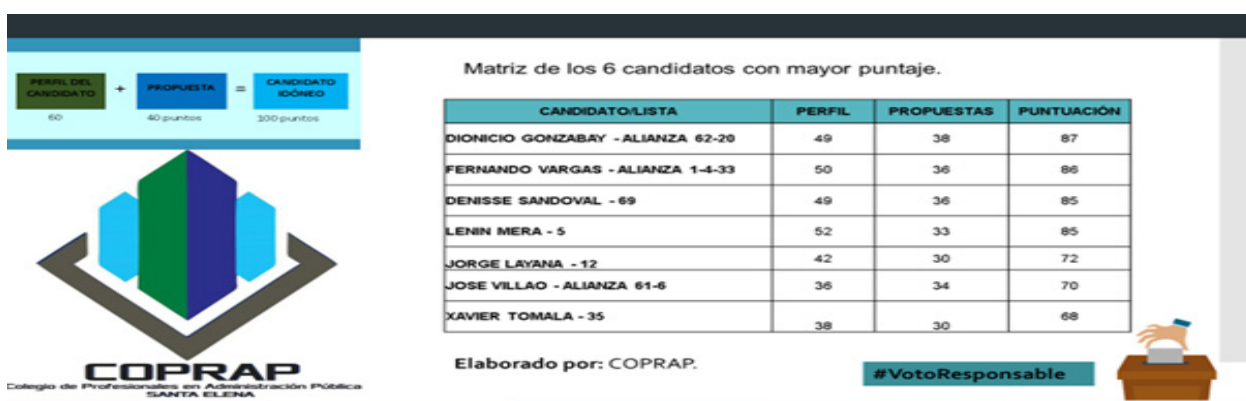 PERFIL DEL CANDIDATO + PROPUESTA = CANDIDATO IDÓNEO
60 40 puntos 100 puntos
COPRAP
Colegio de Profesionales en Administración Pública
SANTA ELENA
Matriz de los 6 candidatos con mayor puntaje.
CANDIDATO/LISTA PERFIL PROPUESTAS PUNTUACIÓN
DIONICIO GONZABAY - ALIANZA 62-20 49 38 87
FERNANDO VARGAS - ALIANZA 1-4-33 50 36 86
DENISSE SANDOVAL - 69 49 36 85
LENIN MERA - 5 52 33 85
JORGE LAYANA - 12 42 30 72
JOSE VILLAO - ALIANZA 61-6 36 34 70
XAVIER TOMALA - 35 38 30 68
Elaborado por: COPRAP.
#VotoResponsable